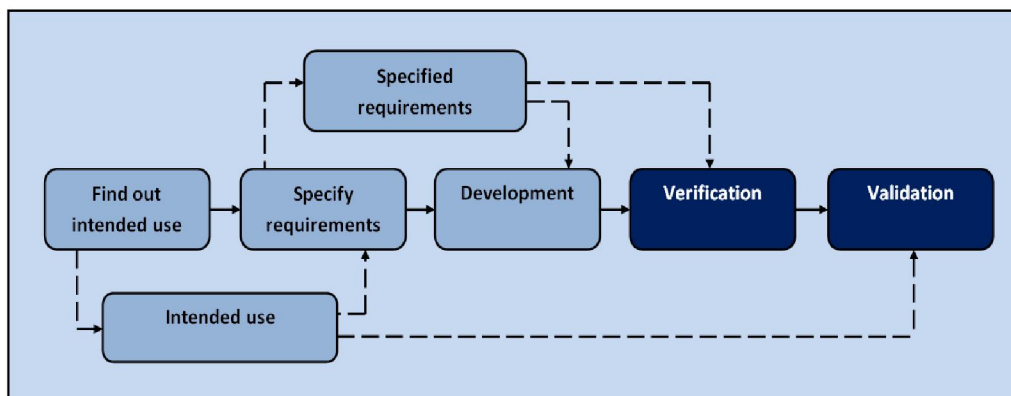 Specified
requirements
Find out
intended use
Specify
requirements
Development
Verification
Validation
Intended use